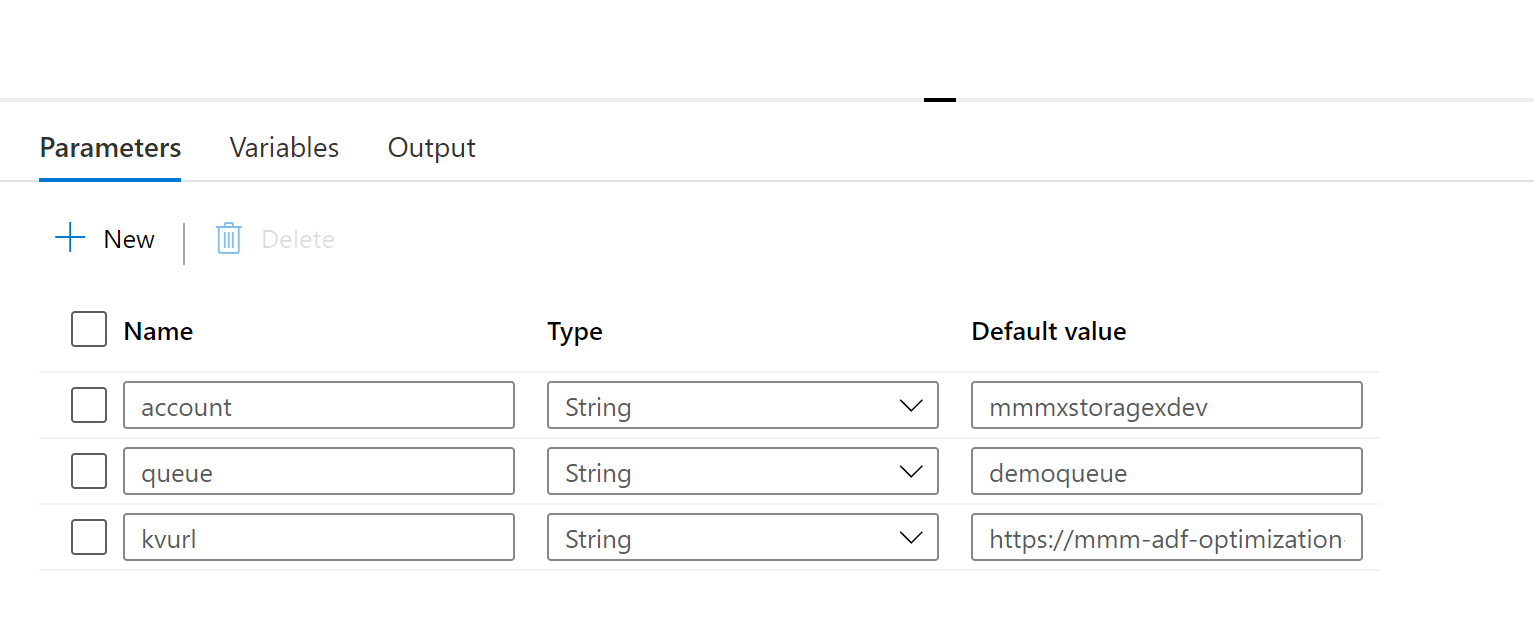 Parameters Variables Output
New Delete
Name Type Default value
account String mmmxstoragexdev
queue String demoqueue
kvurl String https://mmm-adf-optimization-